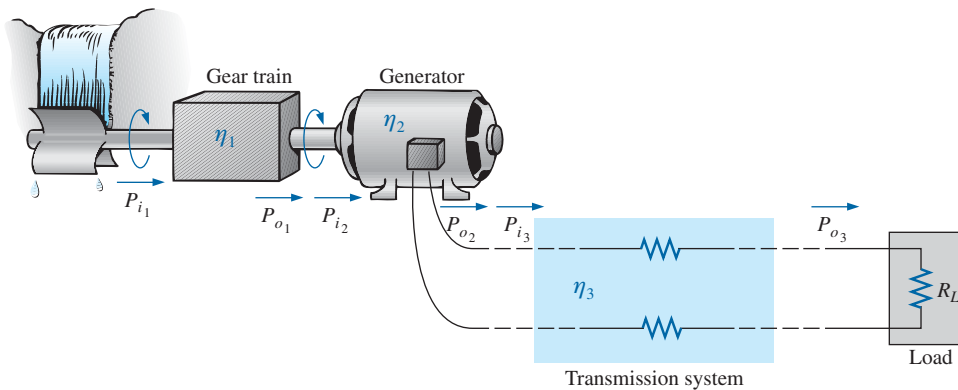 Gear train
Generator
η1
η2
Pi1
Po1
Pi2
Po2
Pi3
Po3
η3
RL
Load
Transmission system